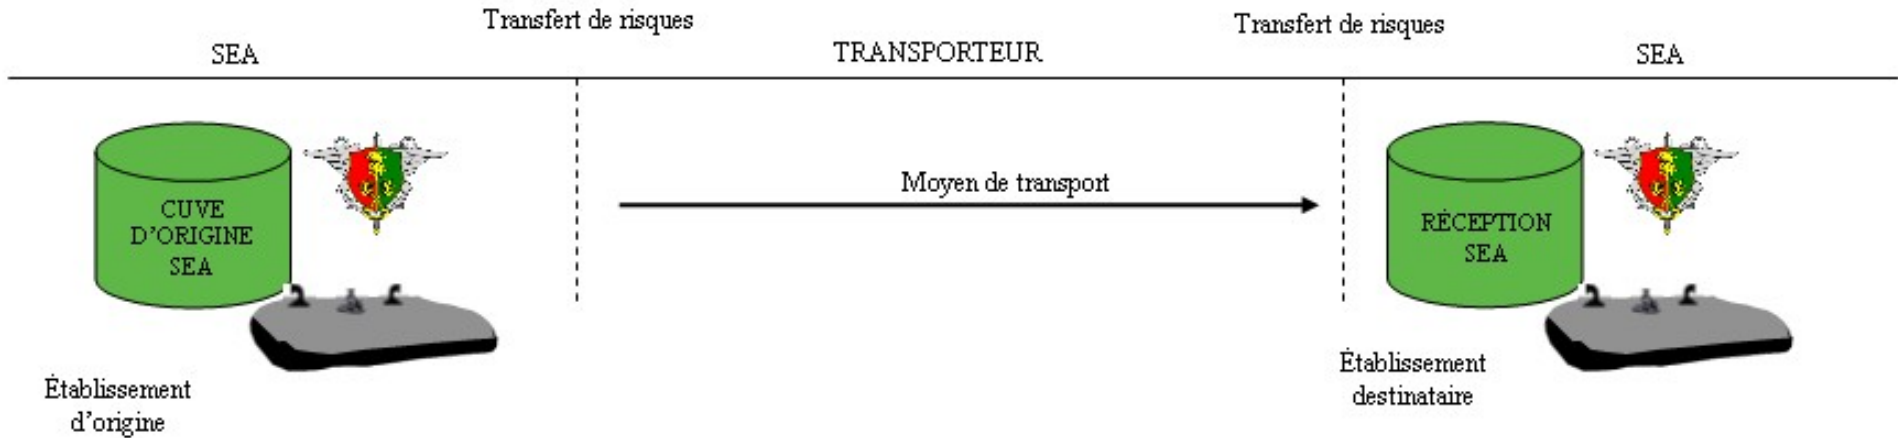 Transfert de risques
Transfert de risques
SEA
TRANSPORTEUR
SEA
CUVE
D'ORIGINE
SEA
Moyen de transport
RÉCEPTION
SEA
Établissement
d'origine
Établissement
destinataire